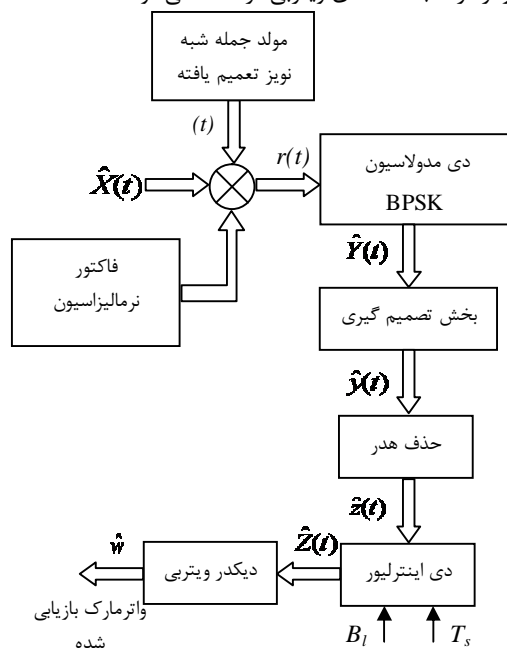 مولد جمله شبه
نویز تعمیم یافته
(t)
r(t)
X̂(t)
دی مدولاسیون
BPSK
فاکتور
نرمالیزاسیون
Ŷ(t)
بخش تصمیم گیری
ŷ(t)
حذف هدر
ẑ(t)
دی اینترلیور
Ẑ(t)
دیکدر ویتربی
ŵ
واترمارک بازیابی
شده
B_l
T_s